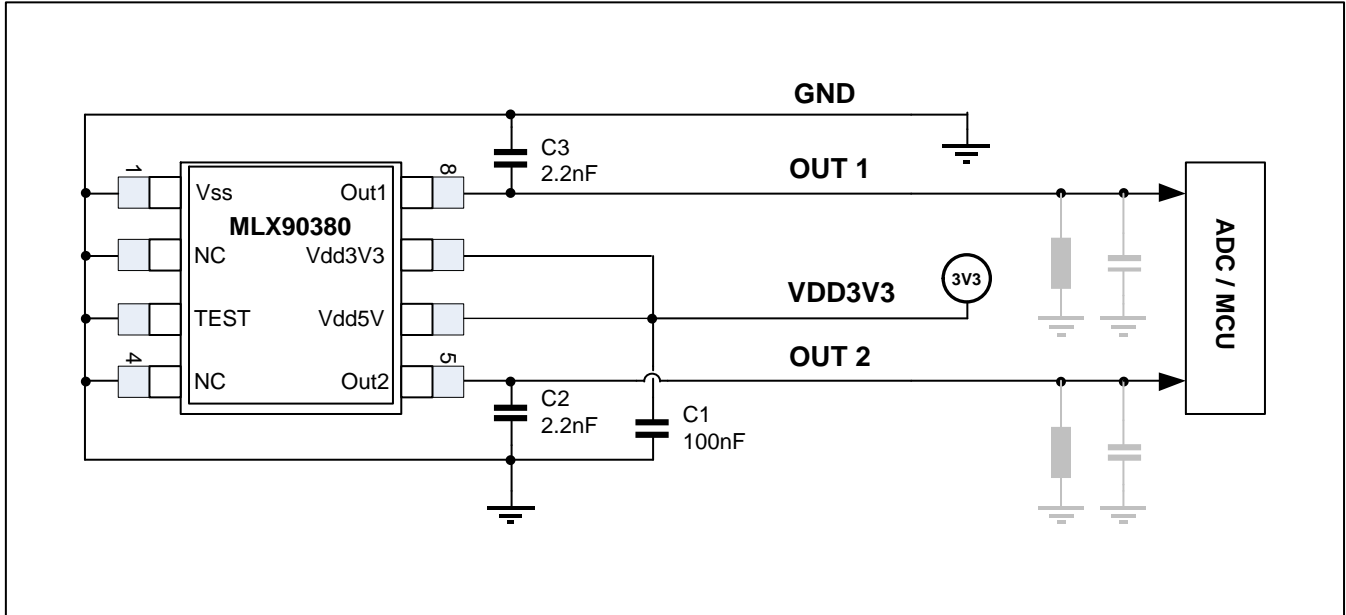 GND
C3
2.2nF
OUT 1
1
8
Vss
Out1
MLX90380
NC
Vdd3V3
3V3
VDD3V3
TEST
Vdd5V
OUT 2
4
5
NC
Out2
C2
2.2nF
C1
100nF
ADC / MCU